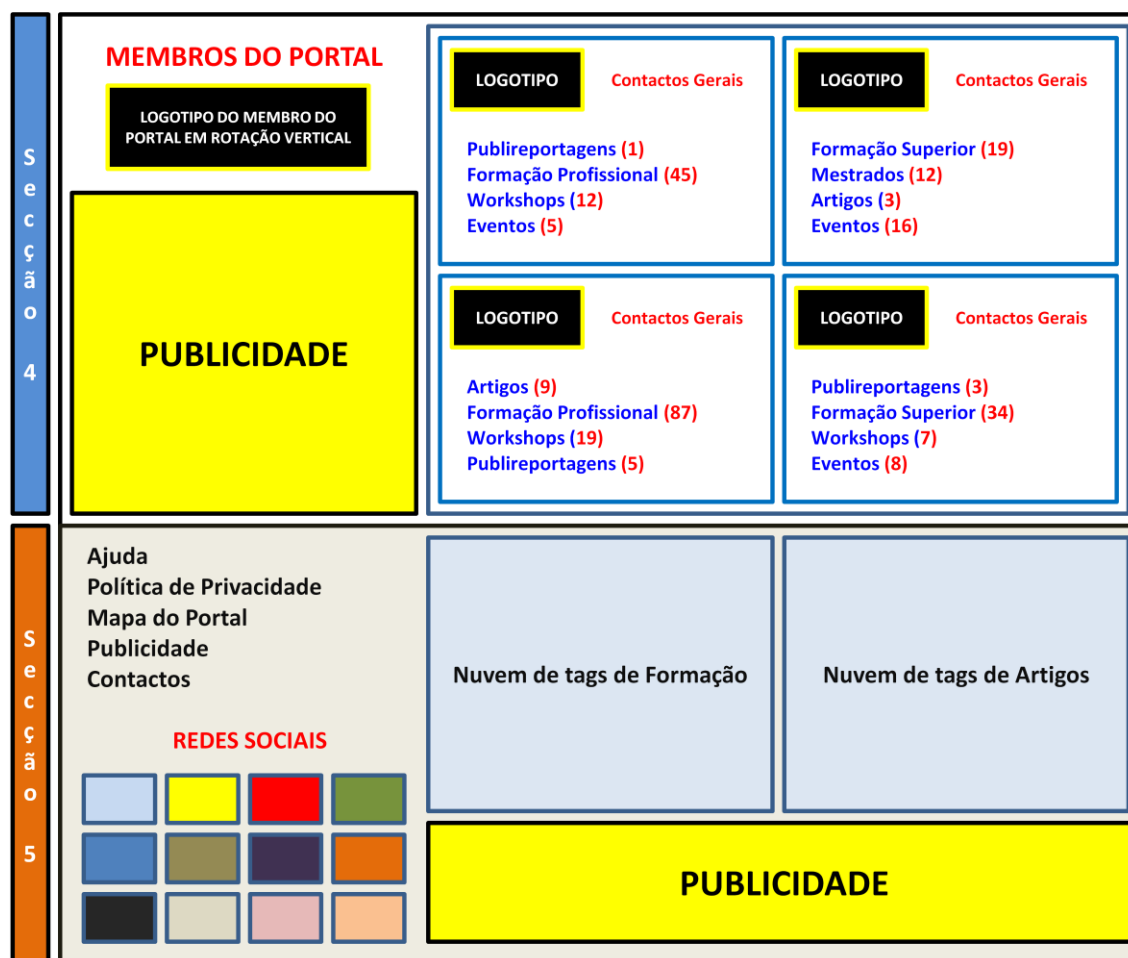 Secção 4
MEMBROS DO PORTAL
LOGOTIPO DO MEMBRO DO
PORTAL EM ROTAÇÃO VERTICAL
PUBLICIDADE
LOGOTIPO
Contactos Gerais
Publireportagens (1)
Formação Profissional (45)
Workshops (12)
Eventos (5)
LOGOTIPO
Contactos Gerais
Formação Superior (19)
Mestrados (12)
Artigos (3)
Eventos (16)
LOGOTIPO
Contactos Gerais
Artigos (9)
Formação Profissional (87)
Workshops (19)
Publireportagens (5)
LOGOTIPO
Contactos Gerais
Publireportagens (3)
Formação Superior (34)
Workshops (7)
Eventos (8)
Secção 5
Ajuda
Política de Privacidade
Mapa do Portal
Publicidade
Contactos
REDES SOCIAIS
Nuvem de tags de Formação
Nuvem de tags de Artigos
PUBLICIDADE